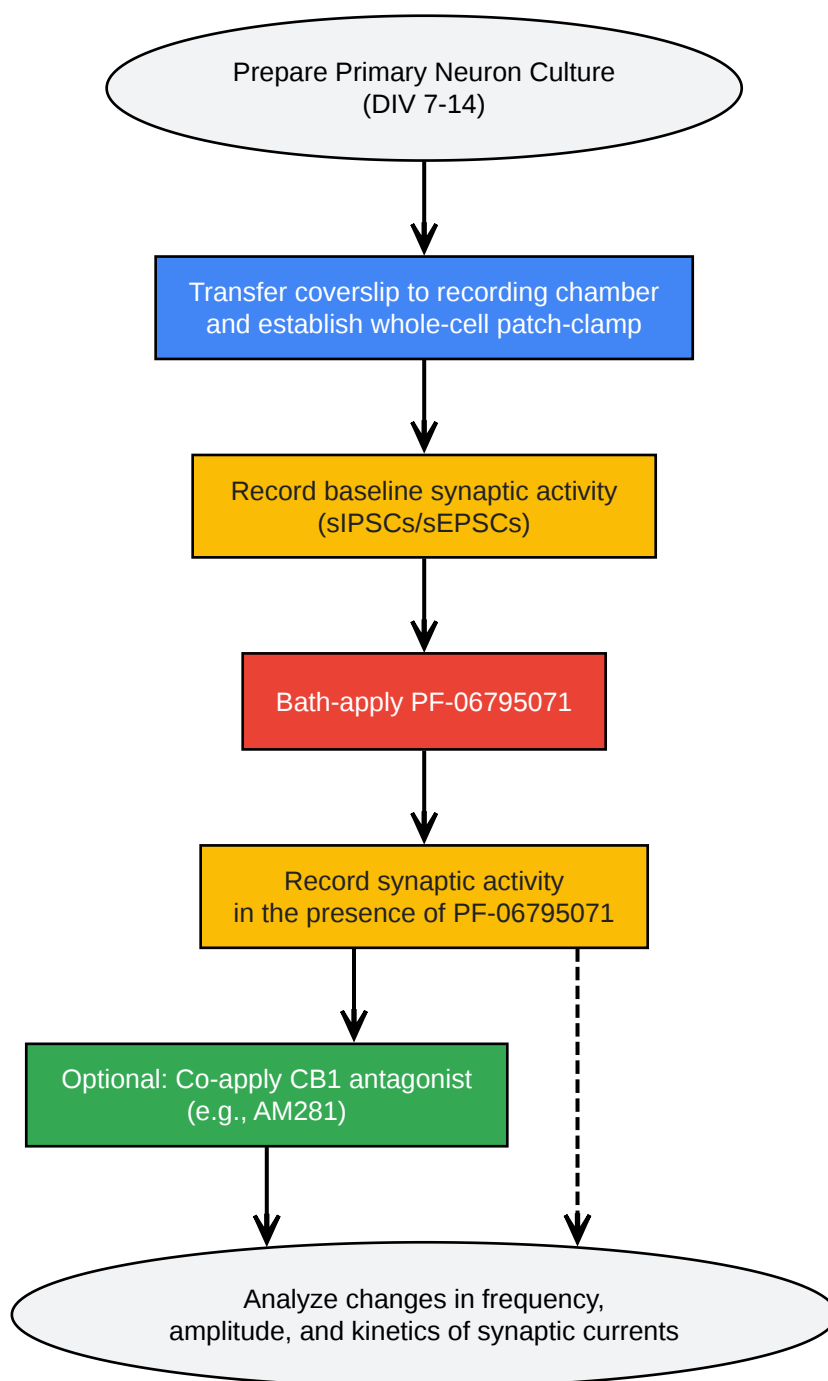 Prepare Primary Neuron Culture
(DIV 7-14)
Transfer coverslip to recording chamber
and establish whole-cell patch-clamp
Record baseline synaptic activity
(sIPSCs/sEPSCs)
Bath-apply PF-06795071
Record synaptic activity
in the presence of PF-06795071
Optional: Co-apply CB1 antagonist
(e.g., AM281)
Analyze changes in frequency,
amplitude, and kinetics of synaptic currents